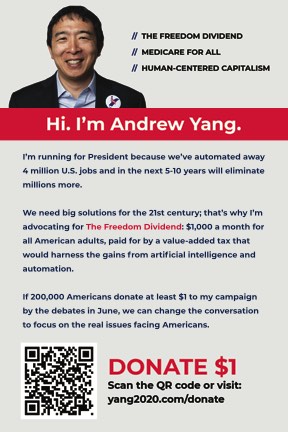 // THE FREEDOM DIVIDEND
// MEDICARE FOR ALL
// HUMAN-CENTERED CAPITALISM
Hi. I'm Andrew Yang.
I'm running for President because we've automated away
4 million U.S. jobs and in the next 5-10 years will eliminate
millions more.
We need big solutions for the 21st century; that's why I'm
advocating for The Freedom Dividend: $1,000 a month for
all American adults, paid for by a value-added tax that
would harness the gains from artificial intelligence and
automation.
If 200,000 Americans donate at least $1 to my campaign
by the debates in June, we can change the conversation
to focus on the real issues facing Americans.
DONATE $1
Scan the QR code or visit:
yang2020.com/donate